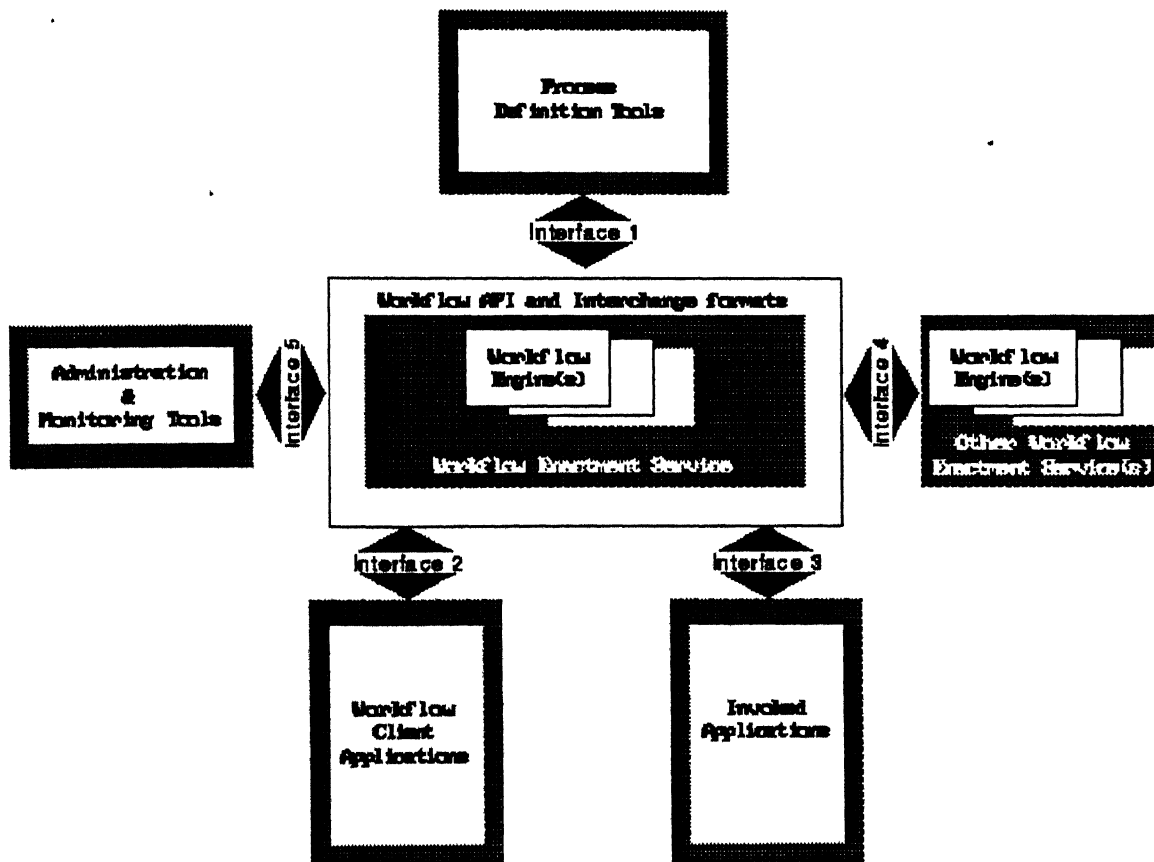 Process
Definition Tools
Interface 1
Workflow API and Interchange formats
Administration
&
Monitoring Tools
Interface 5
Workflow
Engine(s)
Workflow Enactment Service
Interface 4
Workflow
Engine(s)
Other Workflow
Enactment Service(s)
Interface 2
Interface 3
Workflow
Client
Applications
Invoked
Applications